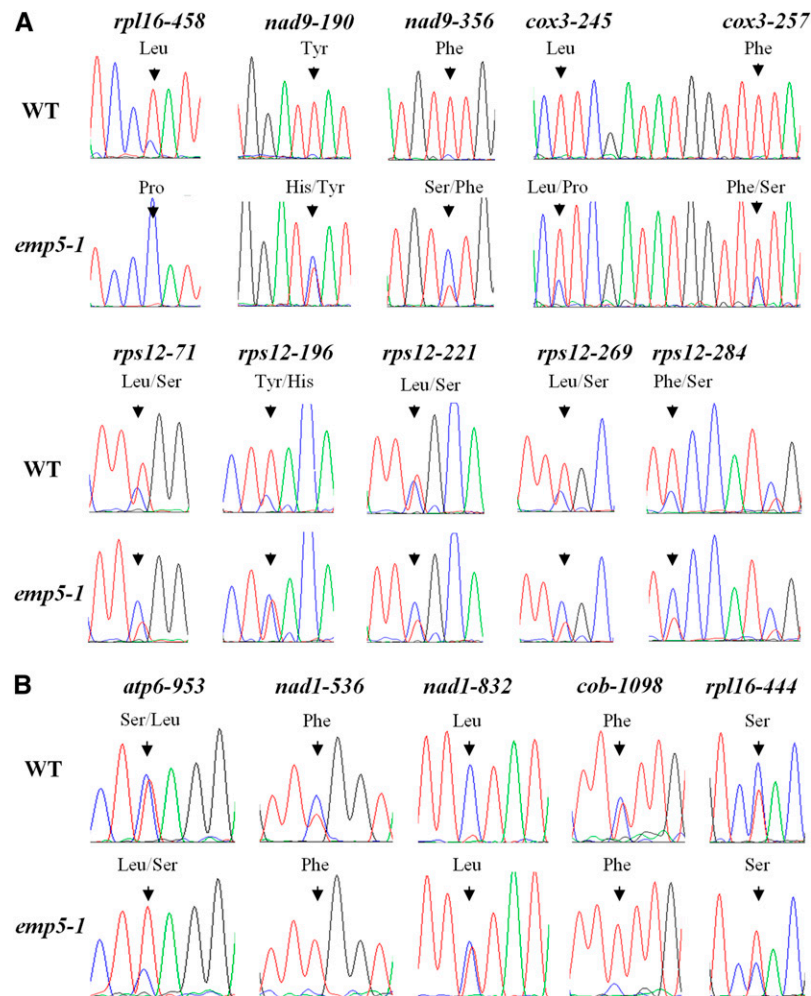 A
rpl16-458 nad9-190 nad9-356 cox3-245 cox3-257
Leu Tyr Phe Leu Phe
WT
Pro His/Tyr Ser/Phe Leu/Pro Phe/Ser
emp5-1
rps12-71 rps12-196 rps12-221 rps12-269 rps12-284
Leu/Ser Tyr/His Leu/Ser Leu/Ser Phe/Ser
WT
emp5-1
B
atp6-953 nad1-536 nad1-832 cob-1098 rpl16-444
Ser/Leu Phe Leu Phe Ser
WT
Leu/Ser Phe Leu Phe Ser
emp5-1